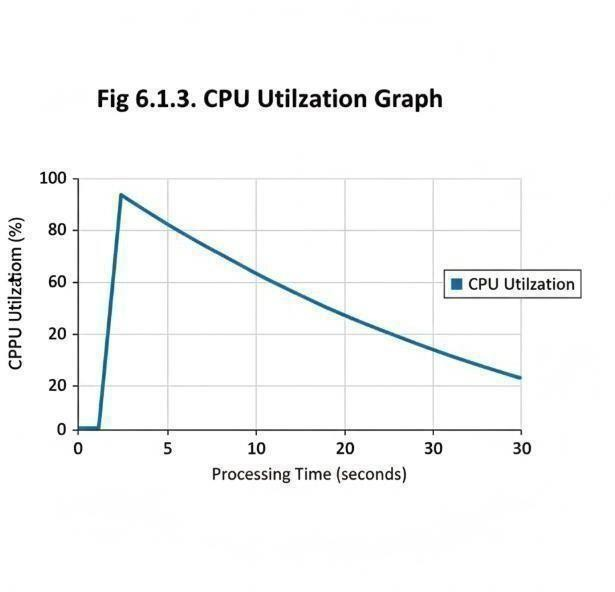 Fig 6.1.3. CPU Utilzation Graph
100
80
60
20
20
0
CPPU Utilzatiom (%)
0 5 10 20 30 30
Processing Time (seconds)
CPU Utilzation